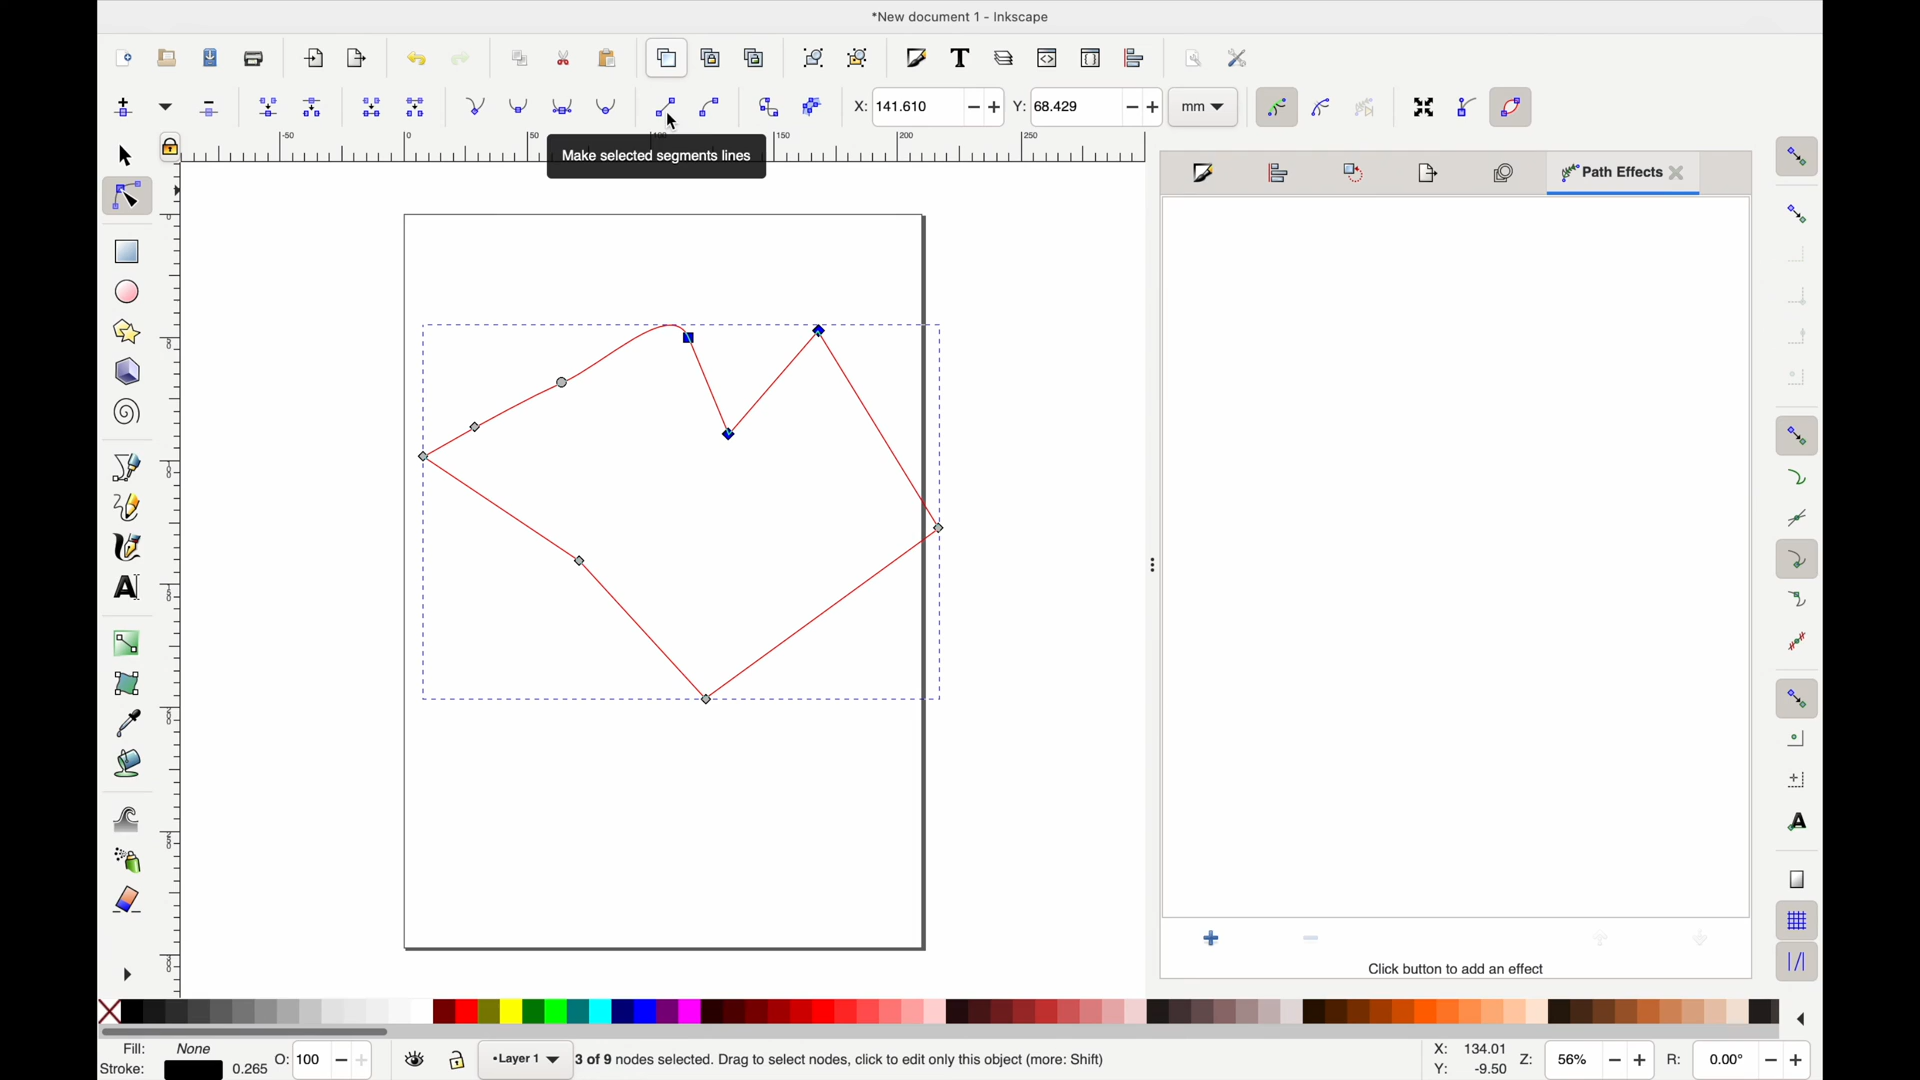 *New document 1 - Inkscape
X: 141.610
Y: 68.429
mm
Make selected segments lines
-50
0
50
100
150
200
250
Path Effects
Click button to add an effect
Fill: None
Stroke: 0.265
O: 100
•Layer 1
3 of 9 nodes selected. Drag to select nodes, click to edit only this object (more: Shift)
X: 134.01
Y: -9.50
Z: 56%
R: 0.00°